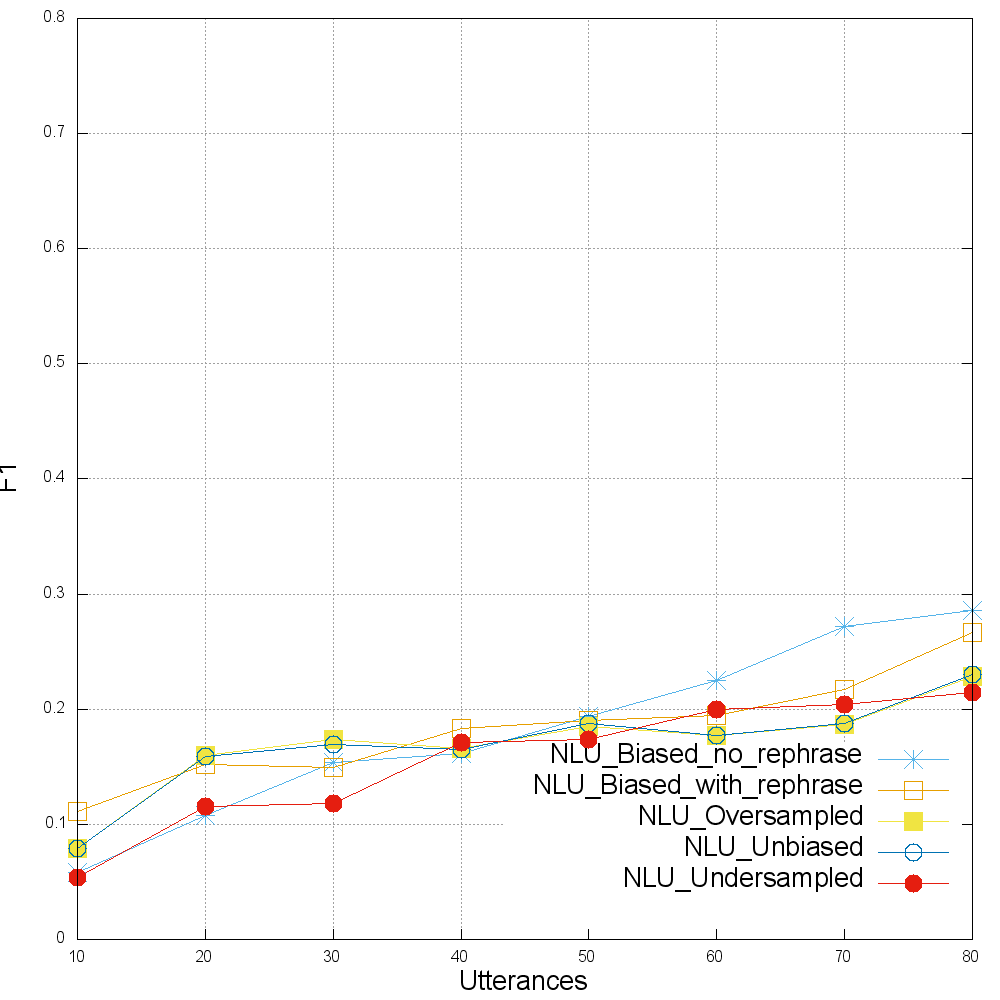 0.8
0.7
0.6
0.5
0.4
0.3
0.2
0.1
0
F1
NLU_Biased_no_rephrase
NLU_Biased_with_rephrase
NLU_Oversampled
NLU_Unbiased
NLU_Undersampled
10 20 30 40 50 60 70 80
Utterances